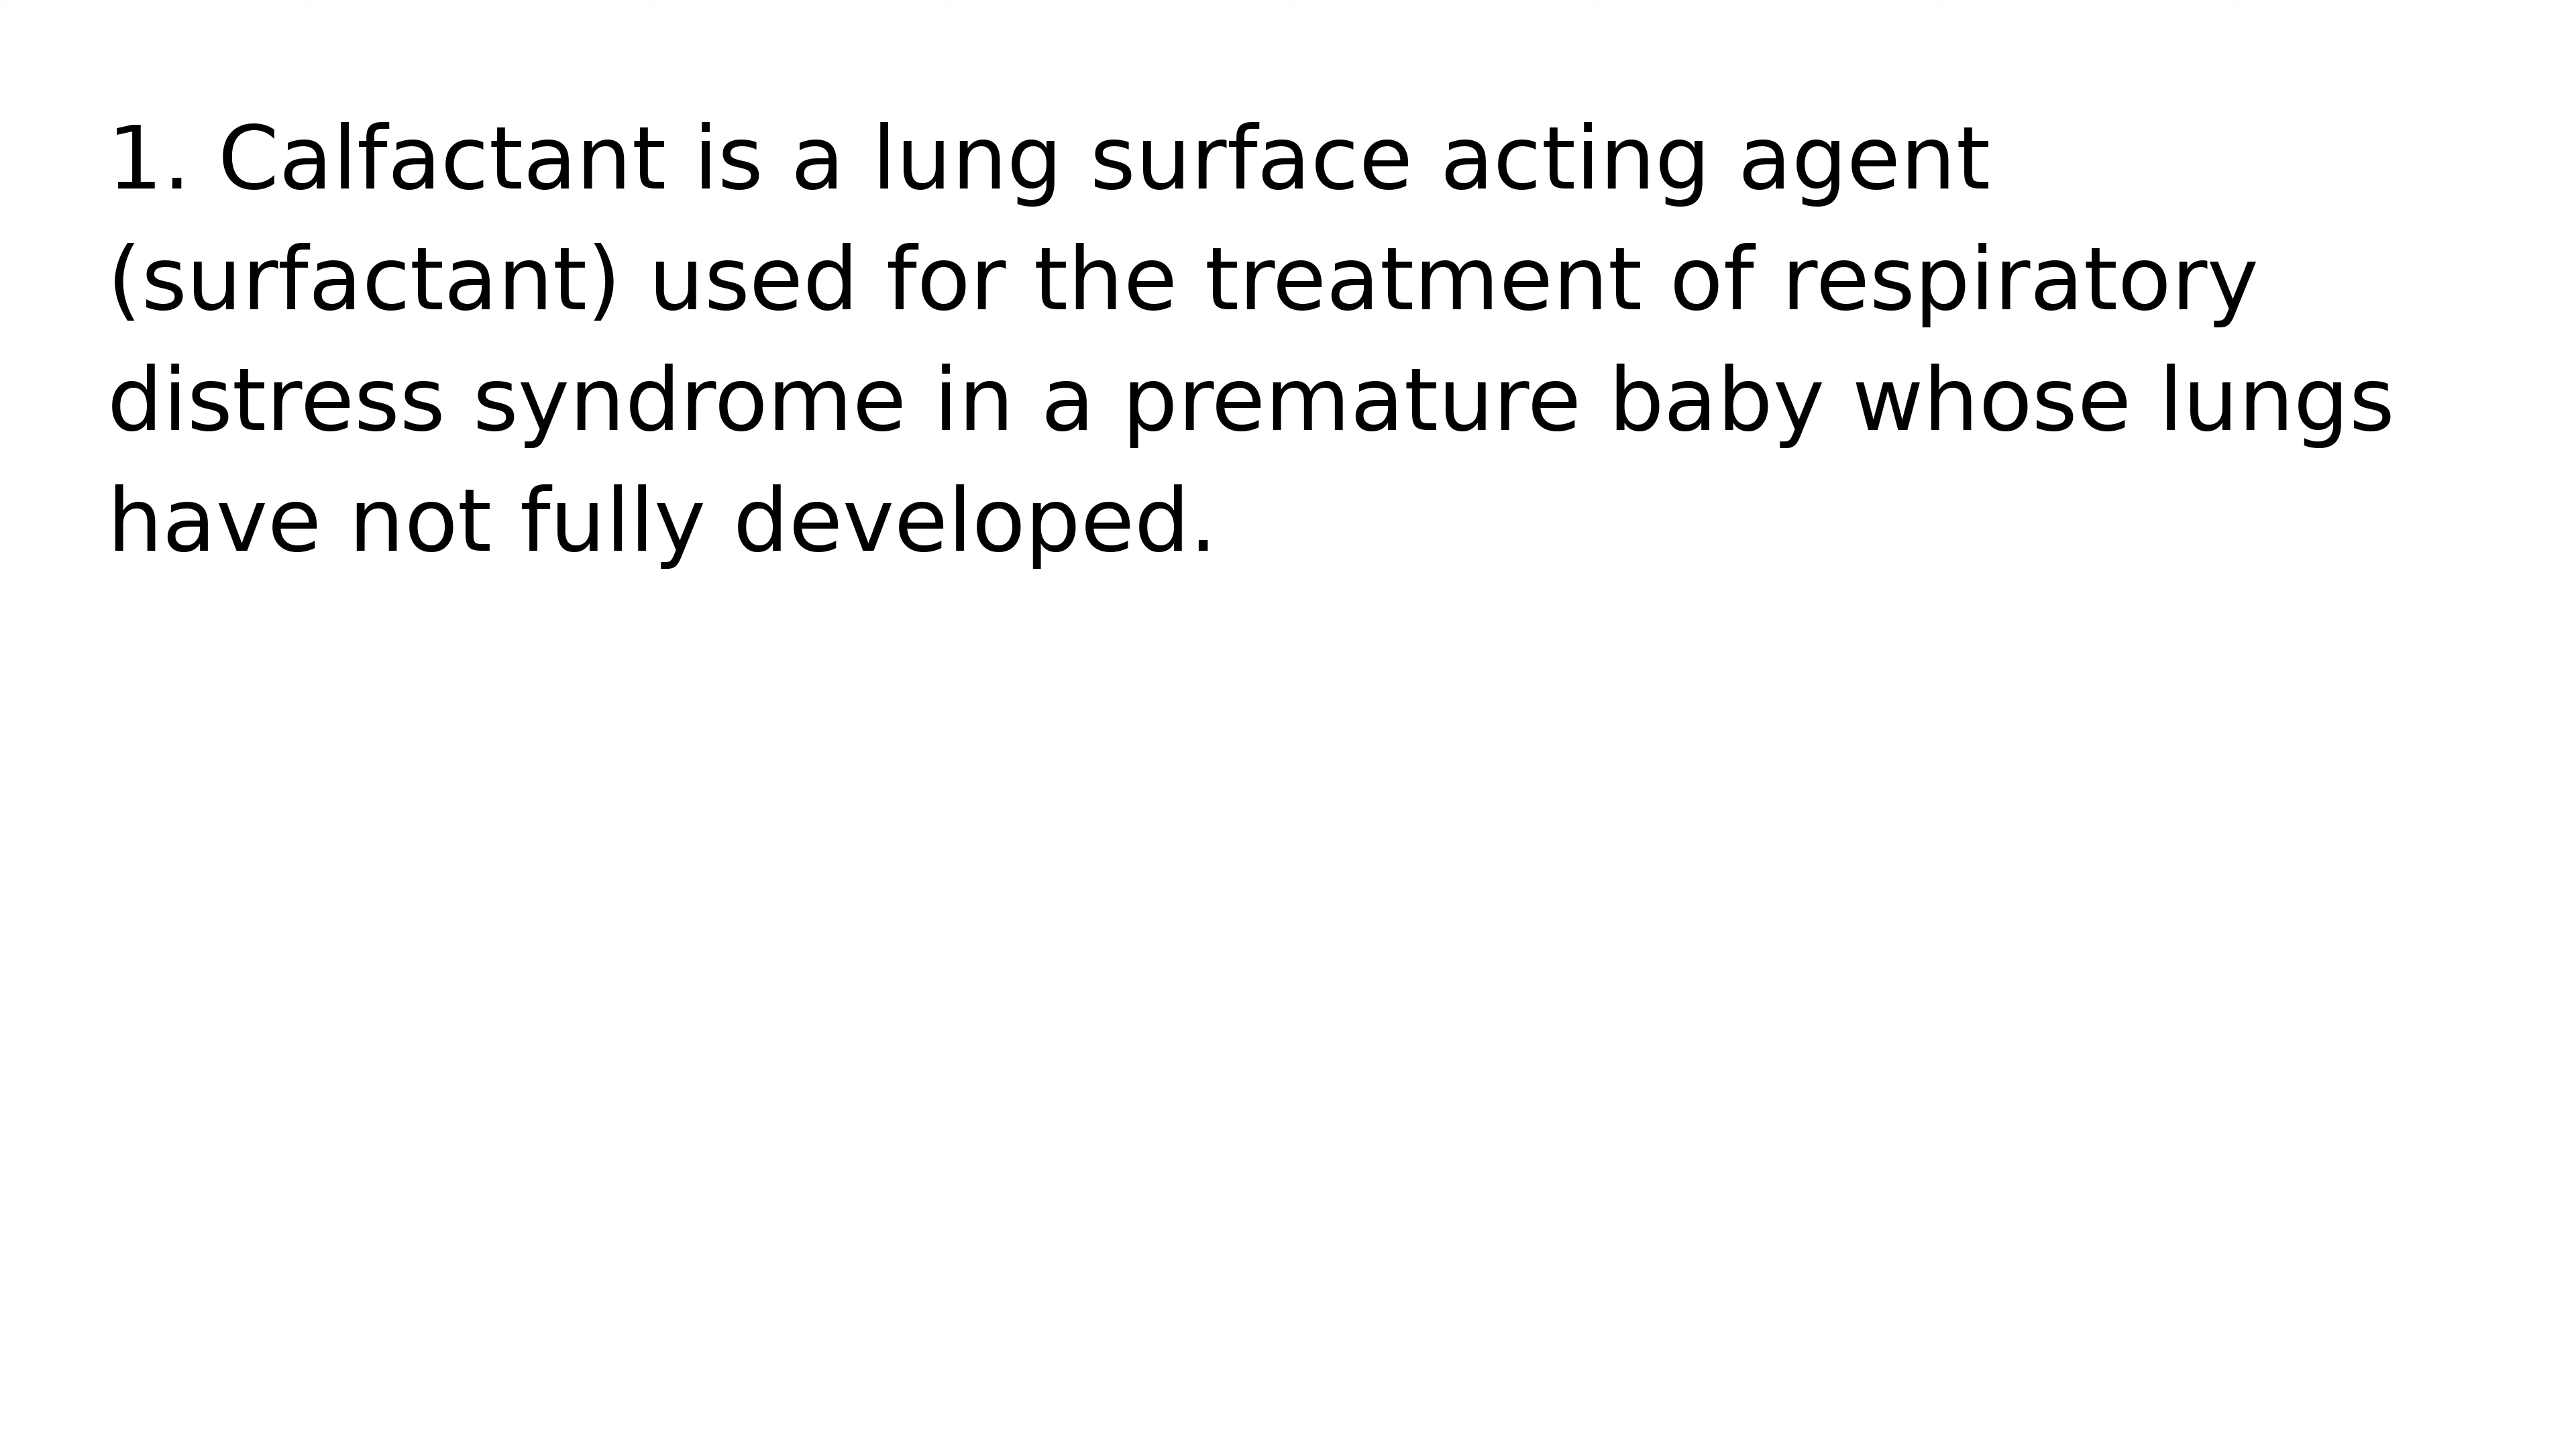 1. Calfactant is a lung surface acting agent
(surfactant) used for the treatment of respiratory
distress syndrome in a premature baby whose lungs
have not fully developed.